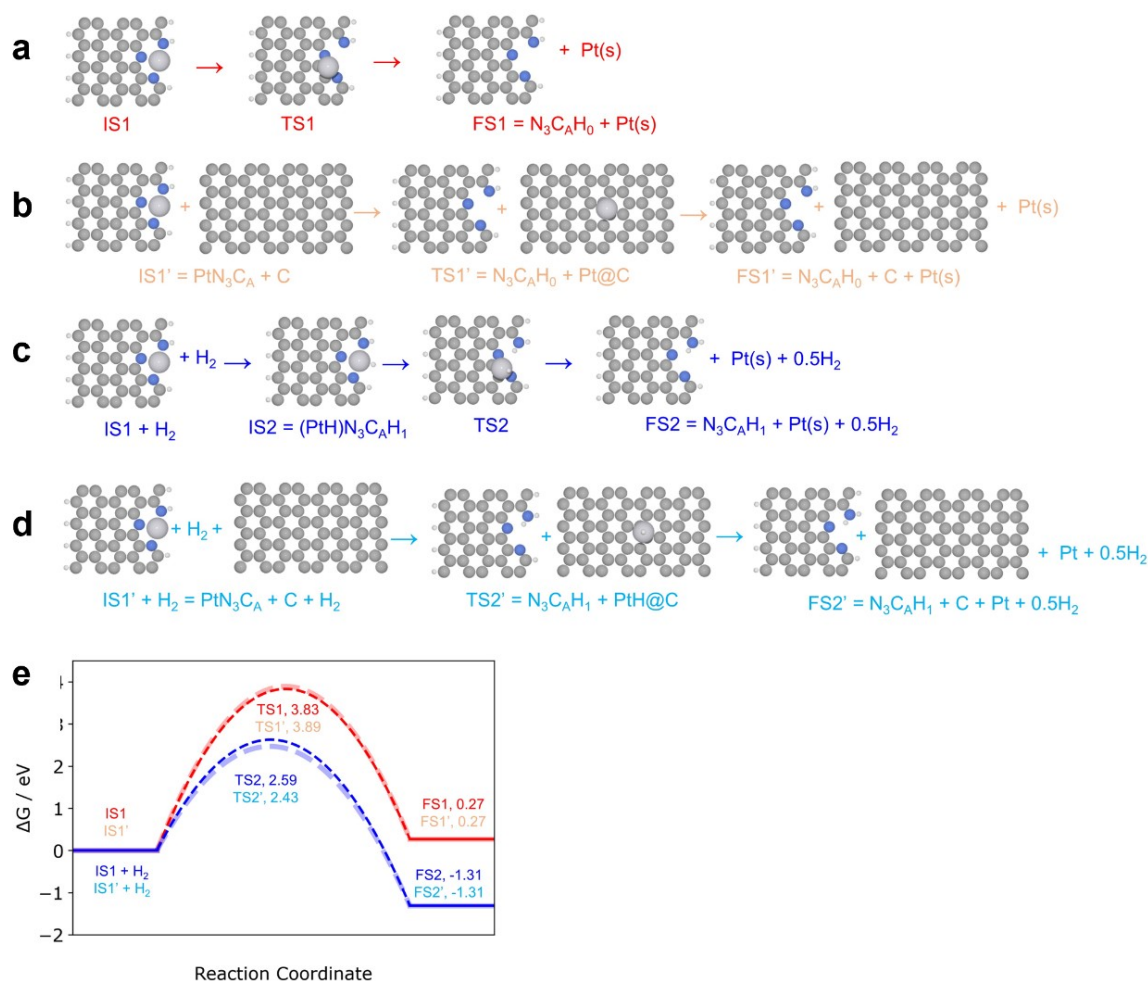 a
→ → + Pt(s)
IS1 TS1 FS1 = N₃CₐH₀ + Pt(s)
b
+ → + → + + Pt(s)
IS1’ = PtN₃Cₐ + C TS1’ = N₃CₐH₀ + Pt@C FS1’ = N₃CₐH₀ + C + Pt(s)
c
+ H₂ → → → + Pt(s) + 0.5H₂
IS1 + H₂ IS2 = (PtH)N₃CₐH₁ TS2 FS2 = N₃CₐH₁ + Pt(s) + 0.5H₂
d
+ H₂ + → + → + + Pt + 0.5H₂
IS1’ + H₂ = PtN₃Cₐ + C + H₂ TS2’ = N₃CₐH₁ + PtH@C FS2’ = N₃CₐH₁ + C + Pt + 0.5H₂
e
ΔG / eV
4
3
2
1
0
−1
−2
TS1, 3.83
TS1’, 3.89
TS2, 2.59
TS2’, 2.43
IS1
IS1’
IS1 + H₂
IS1’ + H₂
FS1, 0.27
FS1’, 0.27
FS2, -1.31
FS2’, -1.31
Reaction Coordinate